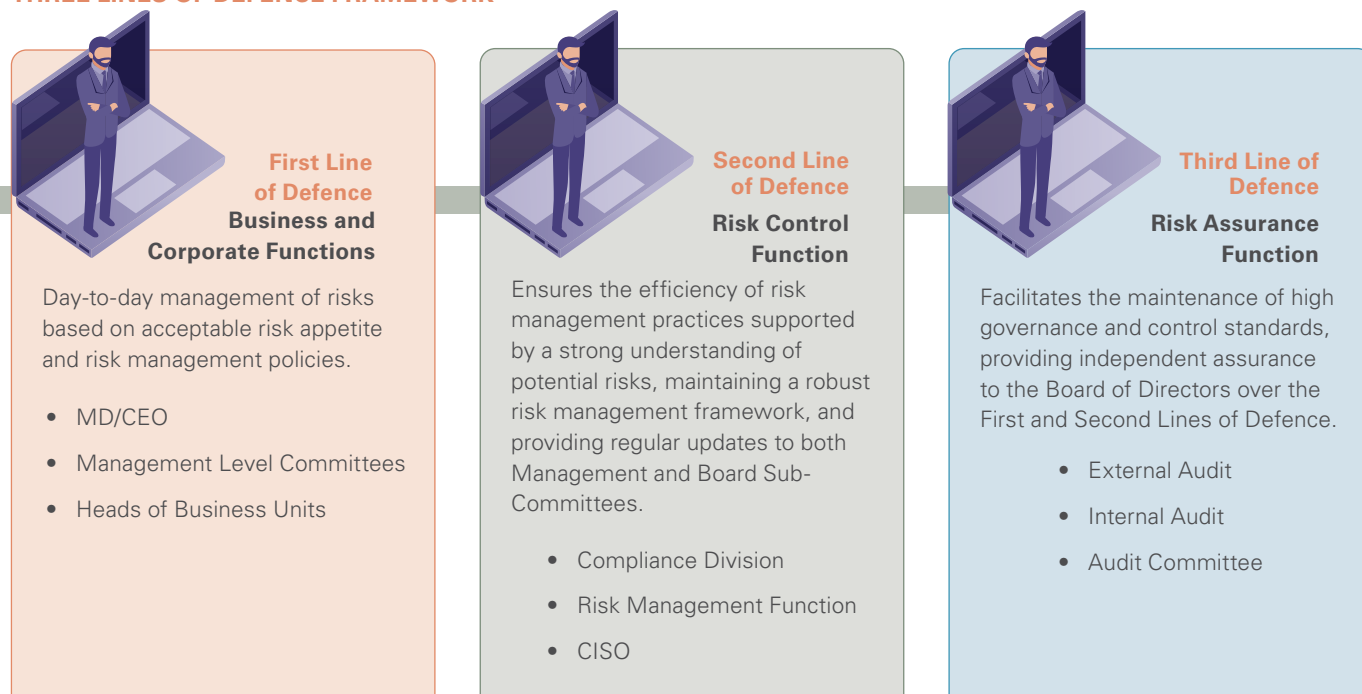 THREE LINES OF DEFENCE FRAMEWORK
First Line
of Defence
Business and
Corporate Functions
Day-to-day management of risks
based on acceptable risk appetite
and risk management policies.
• MD/CEO
• Management Level Committees
• Heads of Business Units
Second Line
of Defence
Risk Control
Function
Ensures the efficiency of risk
management practices supported
by a strong understanding of
potential risks, maintaining a robust
risk management framework, and
providing regular updates to both
Management and Board Sub-
Committees.
• Compliance Division
• Risk Management Function
• CISO
Third Line of
Defence
Risk Assurance
Function
Facilitates the maintenance of high
governance and control standards,
providing independent assurance
to the Board of Directors over the
First and Second Lines of Defence.
• External Audit
• Internal Audit
• Audit Committee